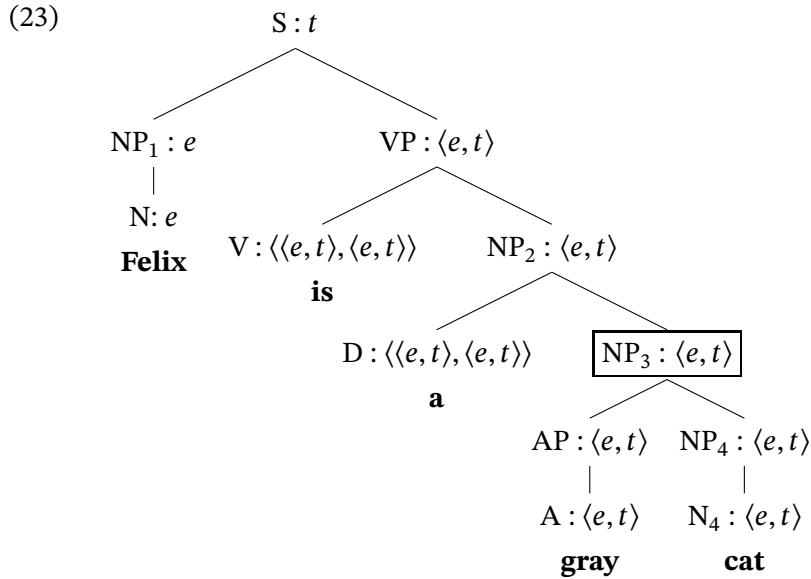 (23)
S : t
NP₁ : e VP : ⟨e, t⟩
N: e
Felix
V : ⟨⟨e, t⟩, ⟨e, t⟩⟩ NP₂ : ⟨e, t⟩
is
D : ⟨⟨e, t⟩, ⟨e, t⟩⟩ NP₃ : ⟨e, t⟩
a
AP : ⟨e, t⟩ NP₄ : ⟨e, t⟩
A : ⟨e, t⟩ N₄ : ⟨e, t⟩
gray cat